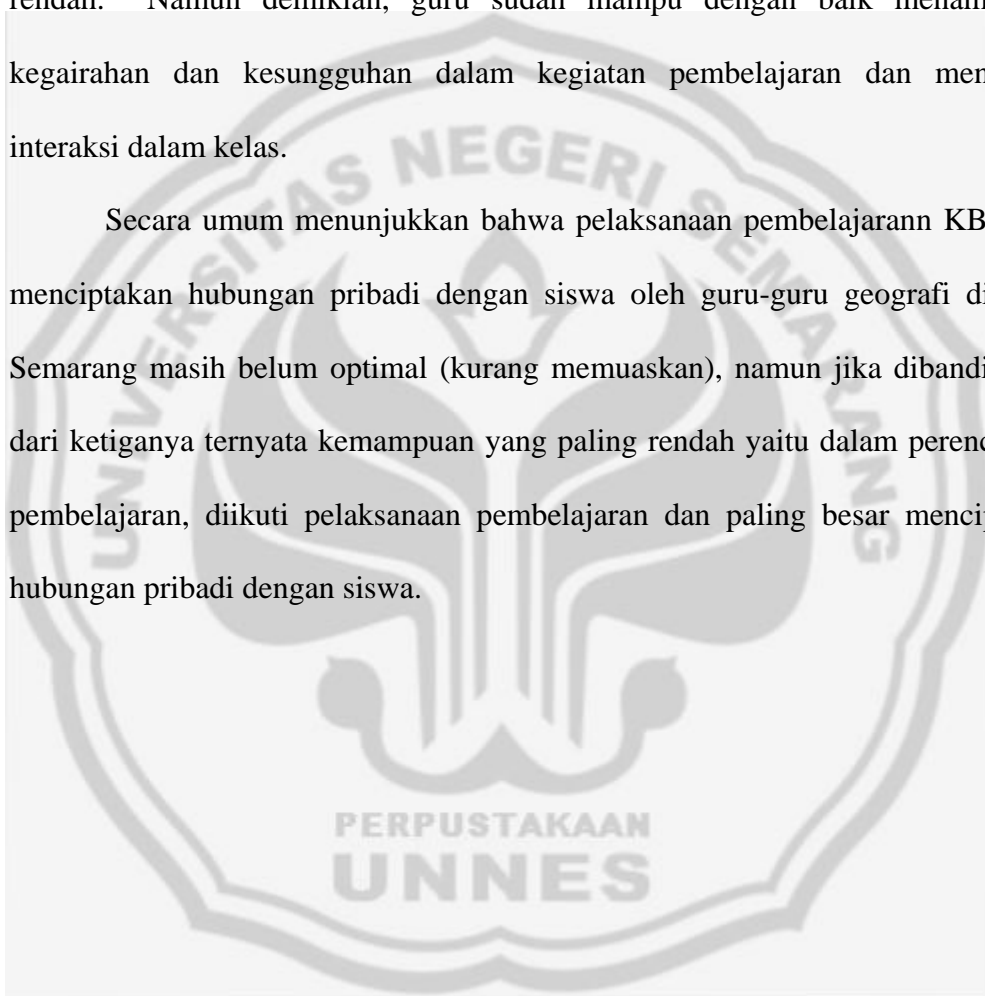 rendah. Namun demikian, guru sudah mampu dengan baik menam
kegairahan dan kesungguhan dalam kegiatan pembelajaran dan men
interaksi dalam kelas.
Secara umum menunjukkan bahwa pelaksanaan pembelajarann KB
menciptakan hubungan pribadi dengan siswa oleh guru-guru geografi di
Semarang masih belum optimal (kurang memuaskan), namun jika dibandi
dari ketiganya ternyata kemampuan yang paling rendah yaitu dalam perenc
pembelajaran, diikuti pelaksanaan pembelajaran dan paling besar mencip
hubungan pribadi dengan siswa.
UNIVERSITAS NEGERI SEMARANG
PERPUSTAKAAN
UNNES